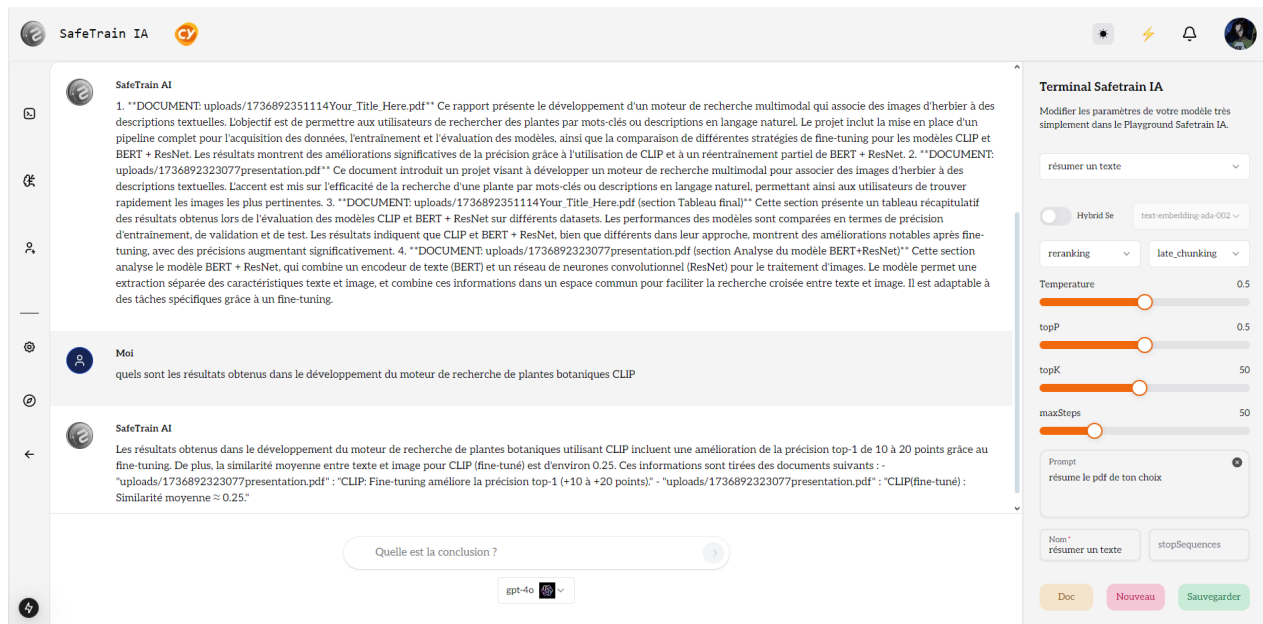 SafeTrain IA
CY
SafeTrain AI
1. **DOCUMENT: uploads/1736892351114Your_Title_Here.pdf** Ce rapport présente le développement d'un moteur de recherche multimodal qui associe des images d'herbier à des
descriptions textuelles. L'objectif est de permettre aux utilisateurs de rechercher des plantes par mots-clés ou descriptions en langage naturel. Le projet inclut la mise en place d'un
pipeline complet pour l'acquisition des données, l'entraînement et l'évaluation des modèles, ainsi que la comparaison de différentes stratégies de fine-tuning pour les modèles CLIP et
BERT + ResNet. Les résultats montrent des améliorations significatives de la précision grâce à l'utilisation de CLIP et à un réentraînement partiel de BERT + ResNet. 2. **DOCUMENT:
uploads/1736892323077presentation.pdf** Ce document introduit un projet visant à développer un moteur de recherche multimodal pour associer des images d'herbier à des
descriptions textuelles. L'accent est mis sur l'efficacité de la recherche d'une plante par mots-clés ou descriptions en langage naturel, permettant ainsi aux utilisateurs de trouver
rapidement les images les plus pertinentes. 3. **DOCUMENT: uploads/1736892351114Your_Title_Here.pdf (section Tableau final)** Cette section présente un tableau récapitulatif
des résultats obtenus lors de l'évaluation des modèles CLIP et BERT + ResNet sur différents datasets. Les performances des modèles sont comparées en termes de précision
d'entraînement, de validation et de test. Les résultats indiquent que CLIP et BERT + ResNet, bien que différents dans leur approche, montrent des améliorations notables après fine-
tuning, avec des précisions augmentant significativement. 4. **DOCUMENT: uploads/1736892323077presentation.pdf (section Analyse du modèle BERT+ResNet)** Cette section
analyse le modèle BERT + ResNet, qui combine un encodeur de texte (BERT) et un réseau de neurones convolutionnel (ResNet) pour le traitement d'images. Le modèle permet une
extraction séparée des caractéristiques texte et image, et combine ces informations dans un espace commun pour faciliter la recherche croisée entre texte et image. Il est adaptable à
des tâches spécifiques grâce à un fine-tuning.
Moi
quels sont les résultats obtenus dans le développement du moteur de recherche de plantes botaniques CLIP
SafeTrain AI
Les résultats obtenus dans le développement du moteur de recherche de plantes botaniques utilisant CLIP incluent une amélioration de la précision top-1 de 10 à 20 points grâce au
fine-tuning. De plus, la similarité moyenne entre texte et image pour CLIP (fine-tuné) est d'environ 0.25. Ces informations sont tirées des documents suivants : -
"uploads/1736892323077presentation.pdf" : "CLIP: Fine-tuning améliore la précision top-1 (+10 à +20 points)." - "uploads/1736892323077presentation.pdf" : "CLIP(fine-tuné) :
Similarité moyenne ≈ 0.25."
Quelle est la conclusion ?
gpt-4o
Terminal Safetrain IA
Modifier les paramètres de votre modèle très
simplement dans le Playground Safetrain IA.
résumer un texte
Hybrid Se
text-embedding-ada-002
reranking
late_chunking
Temperature 0.5
topP 0.5
topK 50
maxSteps 50
Prompt
résume le pdf de ton choix
Nom *
résumer un texte
stopSequences
Doc
Nouveau
Sauvegarder